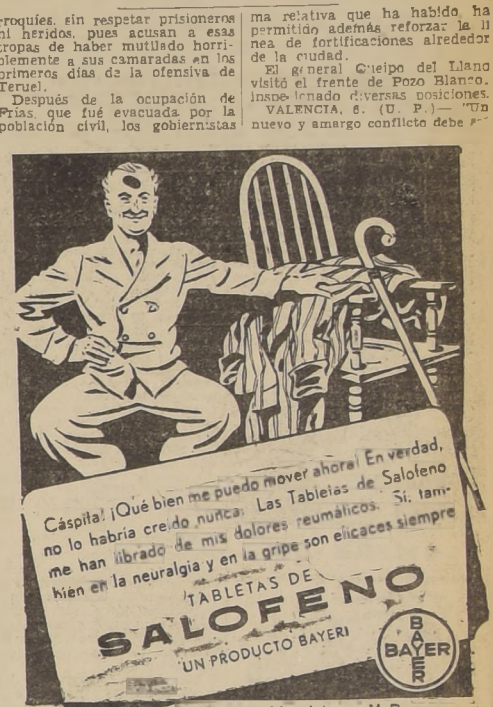 rroquíes, sin respetar prisioneros
ni heridos, pues acusan a esas
tropas de haber mutilado horri-
blemente a sus camaradas en los
primeros días de la ofensiva de
Teruel.
Después de la ocupación de
Frías, que fué evacuada por la
población civil, los gobiernistas
ma relativa que ha habido, ha
permitido además reforzar la lí
nea de fortificaciones alrededor
de la ciudad.
El general Queipo del Llano
visitó el frente de Pozo Blanco,
diversas posiciones.
VALENCIA, 6. (U. P.)— "Un
nuevo y amargo conflicto debe
Cáspita! ¡Qué bien me puedo mover ahora! En verdad,
no lo habría creído nunca. Las Tabletas de Salofeno
me han librado de mis dolores reumáticos. Sí, tam-
bién en la neuralgia y en la gripe son eficaces siempre
TABLETAS DE
SALOFENO
UN PRODUCTO BAYER!
BAYER
BAYER